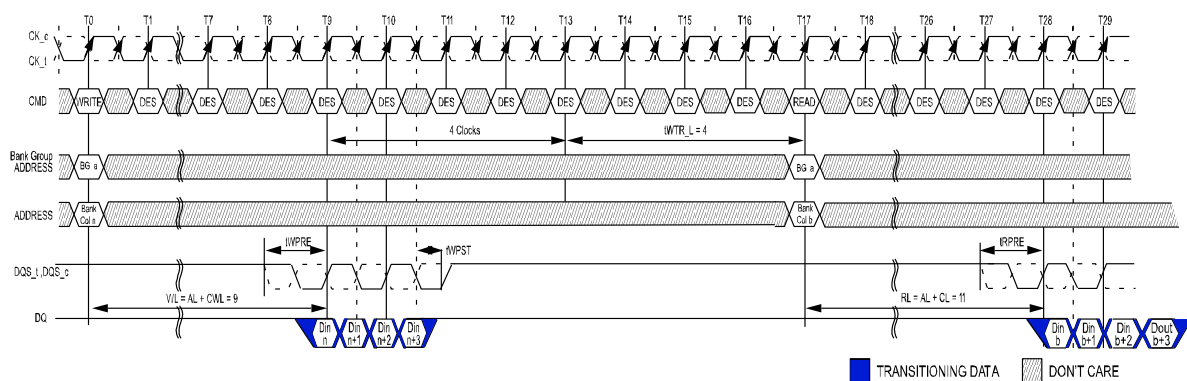 T0 T1 T7 T8 T9 T10 T11 T12 T13 T14 T15 T16 T17 T18 T26 T27 T28 T29
CK_c
CK_t
CMD WRITE DES DES DES DES DES DES DES DES DES DES DES READ DES DES DES DES DES
4 Clocks tWTR_L = 4
Bank Group
ADDRESS BG a BG a
ADDRESS Bank Col n Bank Col b
tWPRE tWPST tRPRE
DQS_t ,DQS_c
WL = AL + CWL = 9 RL = AL + CL = 11
DQ Din n Din n+1 Din n+2 Din n+3 Din b Din b+1 Din b+2 Dout b+3
TRANSITIONING DATA DON'T CARE